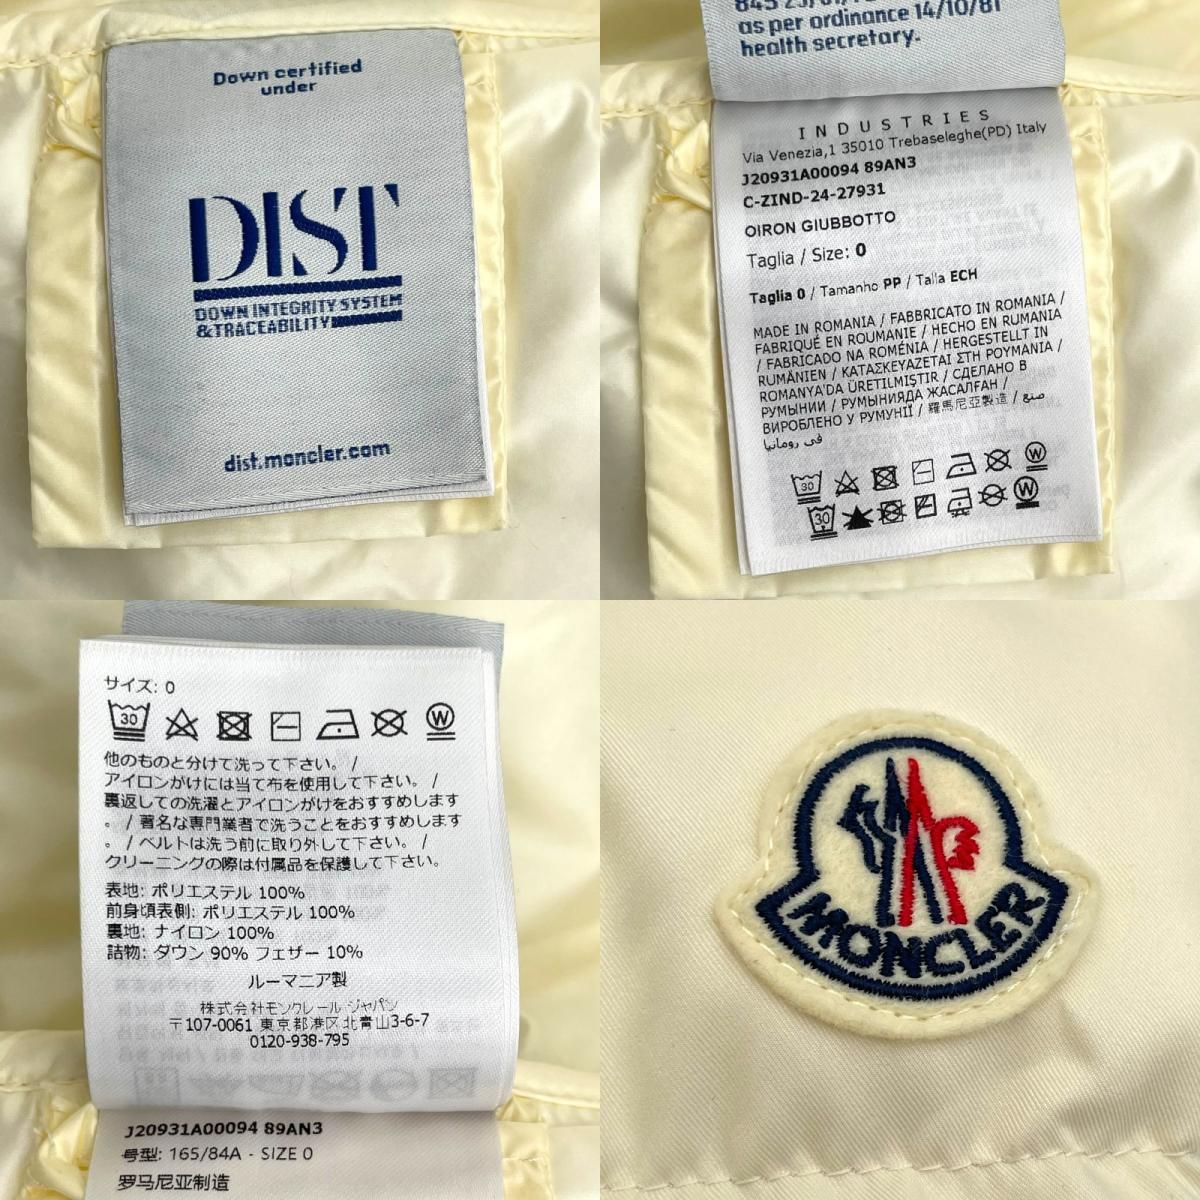 Down certified
under
DIST
DOWN INTEGRITY SYSTEM
& TRACEABILITY
dist.moncler.com
as per ordinance 14/10/81
health secretary.
INDUSTRIES
Via Venezia,1 35010 Trebaseleghe(PD) Italy
J20931A00094 89AN3
C-ZIND-24-27931
OIRON GIUBBOTTO
Taglia / Size: 0
Taglia 0 / Tamanho PP / Talla ECH
MADE IN ROMANIA / FABBRICATO IN ROMANIA /
FABRIQUÉ EN ROUMANIE / HECHO EN RUMANIA
/ FABRICADO NA ROMÉNIA / HERGESTELLT IN
RUMÄNIEN / ΚΑΤΑΣΚΕΥΑΖΕΤΑΙ ΣΤΗ ΡΟΥΜΑΝΙΑ /
ROMANYA'DA ÜRETILMIŞTIR / СДЕЛАНО В
РУМЫНИИ / РУМЫНИЯДА ЖАСАЛҒАН /
ВИРОБЛЕНО У РУМУНІЇ / 羅馬尼亞製造 / صنع
في رومانيا
30
W
30
W
サイズ: 0
30
W
他のものと分けて洗って下さい。 /
アイロンがけには当て布を使用して下さい。 /
裏返しての洗濯とアイロンがけをおすすめします
。 / 著名な専門業者で洗うことをおすすめします
。 / ベルトは洗う前に取り外して下さい。 /
クリーニングの際は付属品を保護して下さい。
表地: ポリエステル 100%
前身頃表側: ポリエステル 100%
裏地: ナイロン 100%
詰物: ダウン 90% フェザー 10%
ルーマニア製
株式会社モンクレール ジャパン
〒107-0061 東京都港区北青山3-6-7
0120-938-795
J20931A00094 89AN3
号型: 165/84A - SIZE 0
罗马尼亚制造
MONCLER